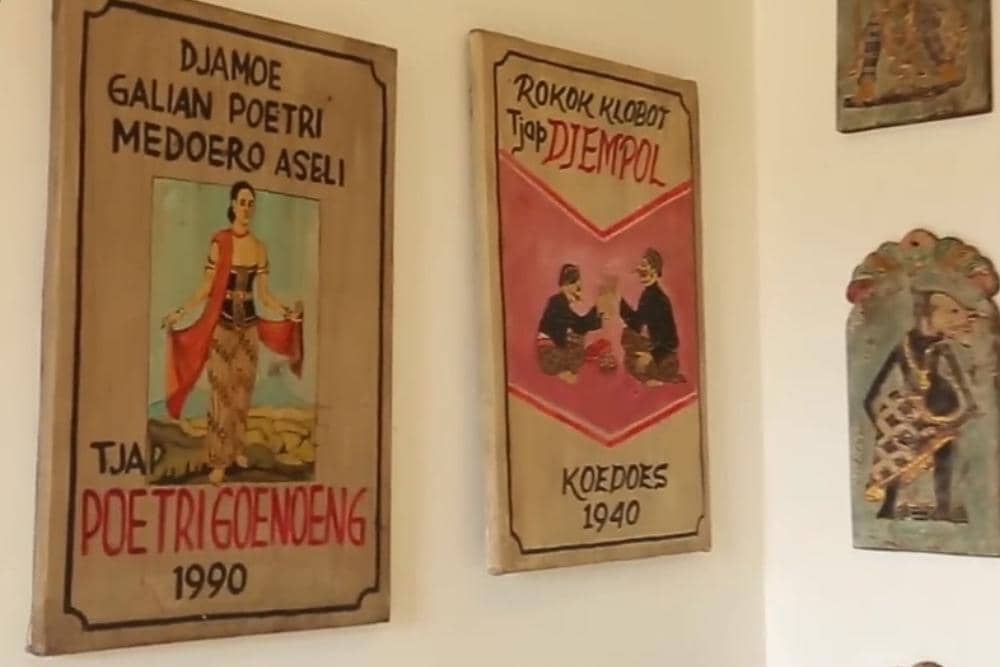 DJAMOE
GALIAN POETRI
MEDOERO ASELI
TJAP
POETRI GOENOENG
1990
ROKOK KLOBOT
Tjap DJEMPOL
KOEDOES
1940